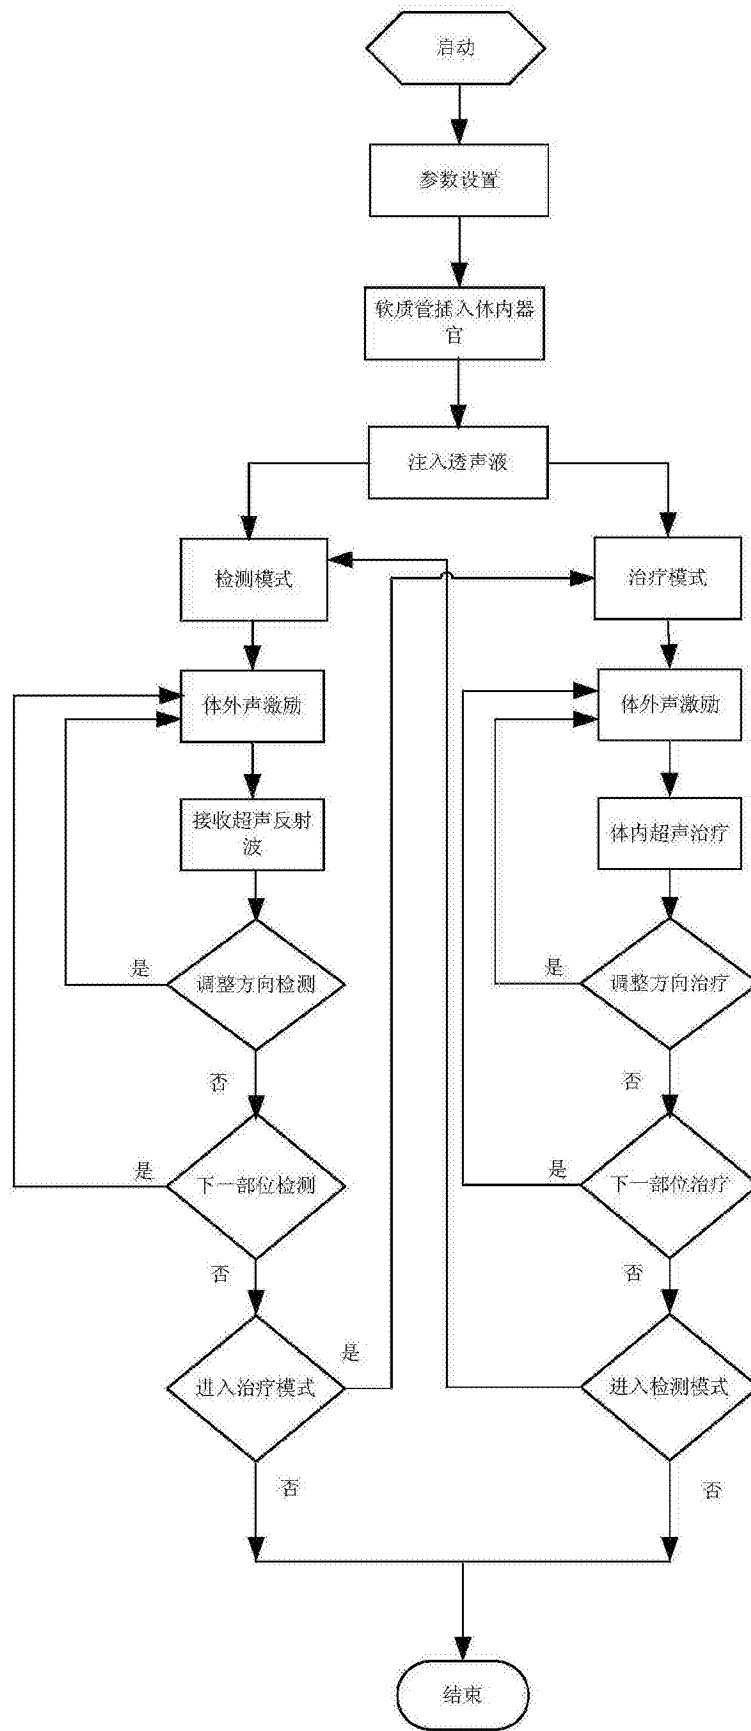 启动
参数设置
软质管插入体内器
官
注入透声液
检测模式
治疗模式
体外声激励
体外声激励
接收超声反射
波
体内超声治疗
是
调整方向检测
是
调整方向治疗
否
否
是
下一部位检测
是
下一部位治疗
否
否
是
进入治疗模式
进入检测模式
否
否
结束